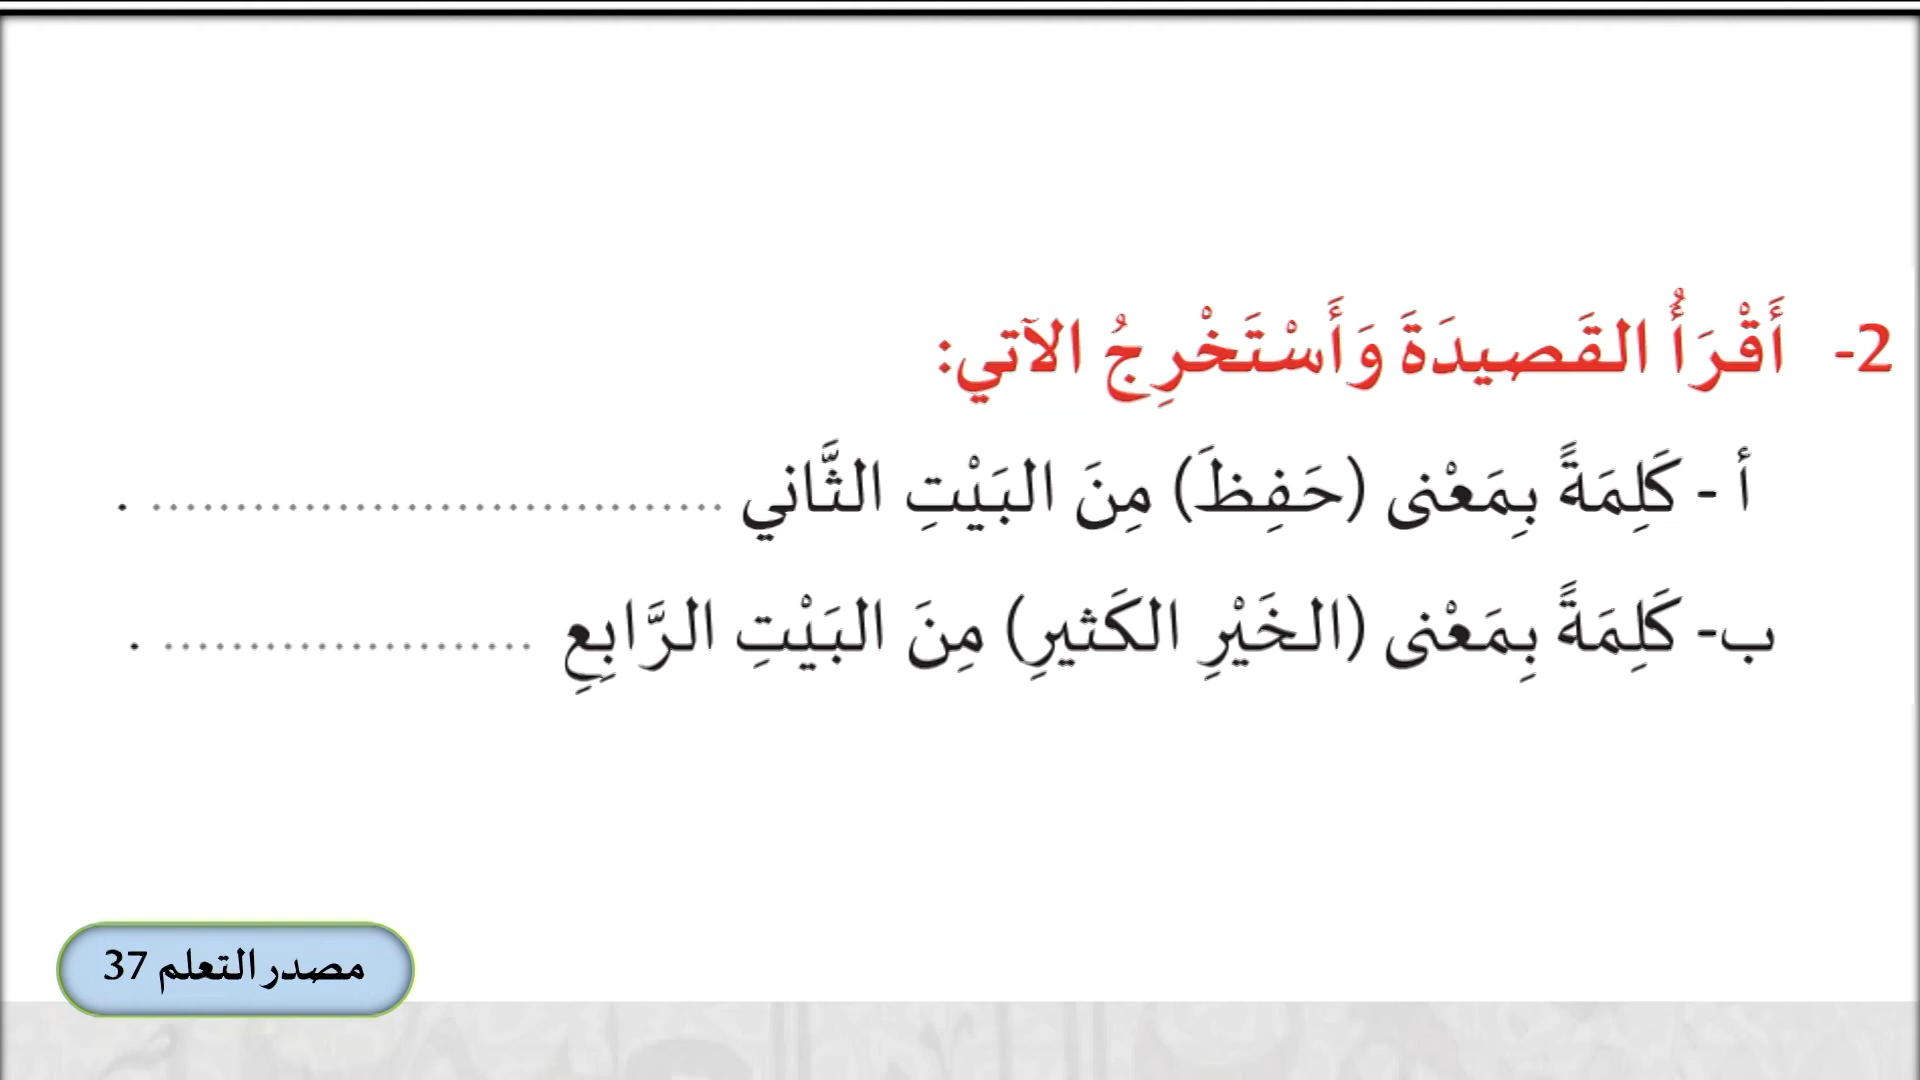 2- أَقْرَأُ القَصيدَةَ وَأَسْتَخْرِجُ الآتي:
أ - كَلِمَةً بِمَعْنى (حَفِظَ) مِنَ البَيْتِ الثَّاني ......................................... .
ب- كَلِمَةً بِمَعْنى (الخَيْرِ الكَثيرِ) مِنَ البَيْتِ الرَّابِعِ ................................ .
مصدر التعلم 37